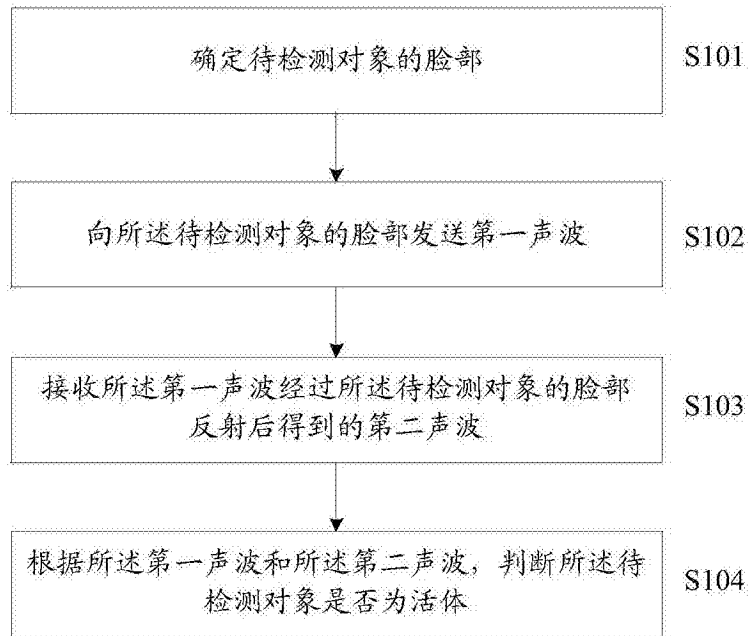 确定待检测对象的脸部
S101
向所述待检测对象的脸部发送第一声波
S102
接收所述第一声波经过所述待检测对象的脸部
反射后得到的第二声波
S103
根据所述第一声波和所述第二声波，判断所述待
检测对象是否为活体
S104